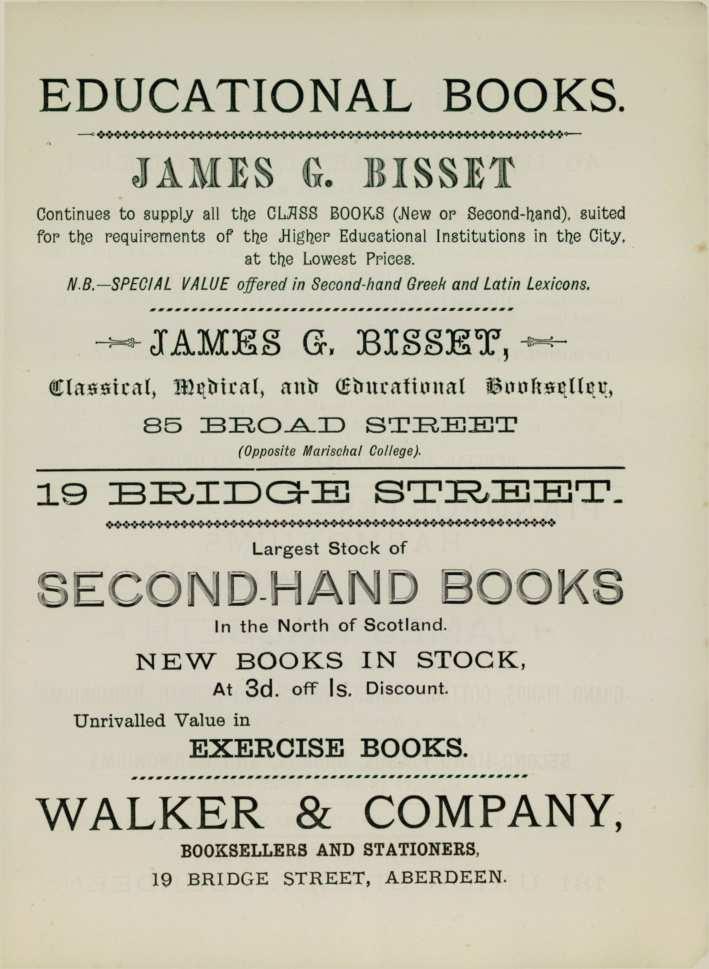 EDUCATIONAL BOOKS.
JAMES G. BISSET
Continues to supply all the CLASS BOOKS (New or Second-hand), suited
for the requirements of the Higher Educational Institutions in the City,
at the Lowest Prices.
N.B.—SPECIAL VALUE offered in Second-hand Greek and Latin Lexicons.
JAMES G. BISSET,
Classical, Medical, and Educational Bookseller,
85 BROAD STREET
(Opposite Marischal College).
19 BRIDGE STREET.
Largest Stock of
SECOND-HAND BOOKS
In the North of Scotland.
NEW BOOKS IN STOCK,
At 3d. off 1s. Discount.
Unrivalled Value in
EXERCISE BOOKS.
WALKER & COMPANY,
BOOKSELLERS AND STATIONERS,
19 BRIDGE STREET, ABERDEEN.